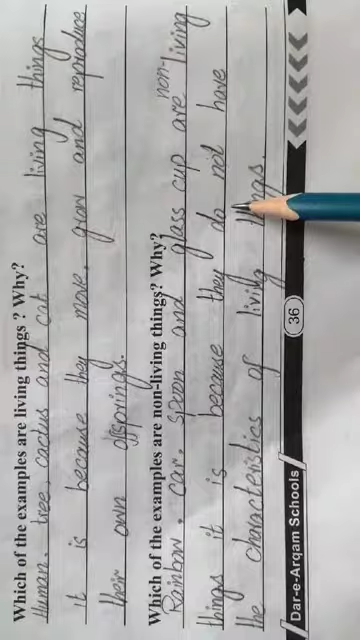 Which of the examples are living things ? Why?
Human, tree, cactus and cat are living things
it is because they move, grow and reproduce
their own offsprings.
Which of the examples are non-living things? Why?
Rainbow, car, spoon and glass cup are non-living
things it is because they do not have
the characteristics of living things.
Dar-e-Arqam Schools 36